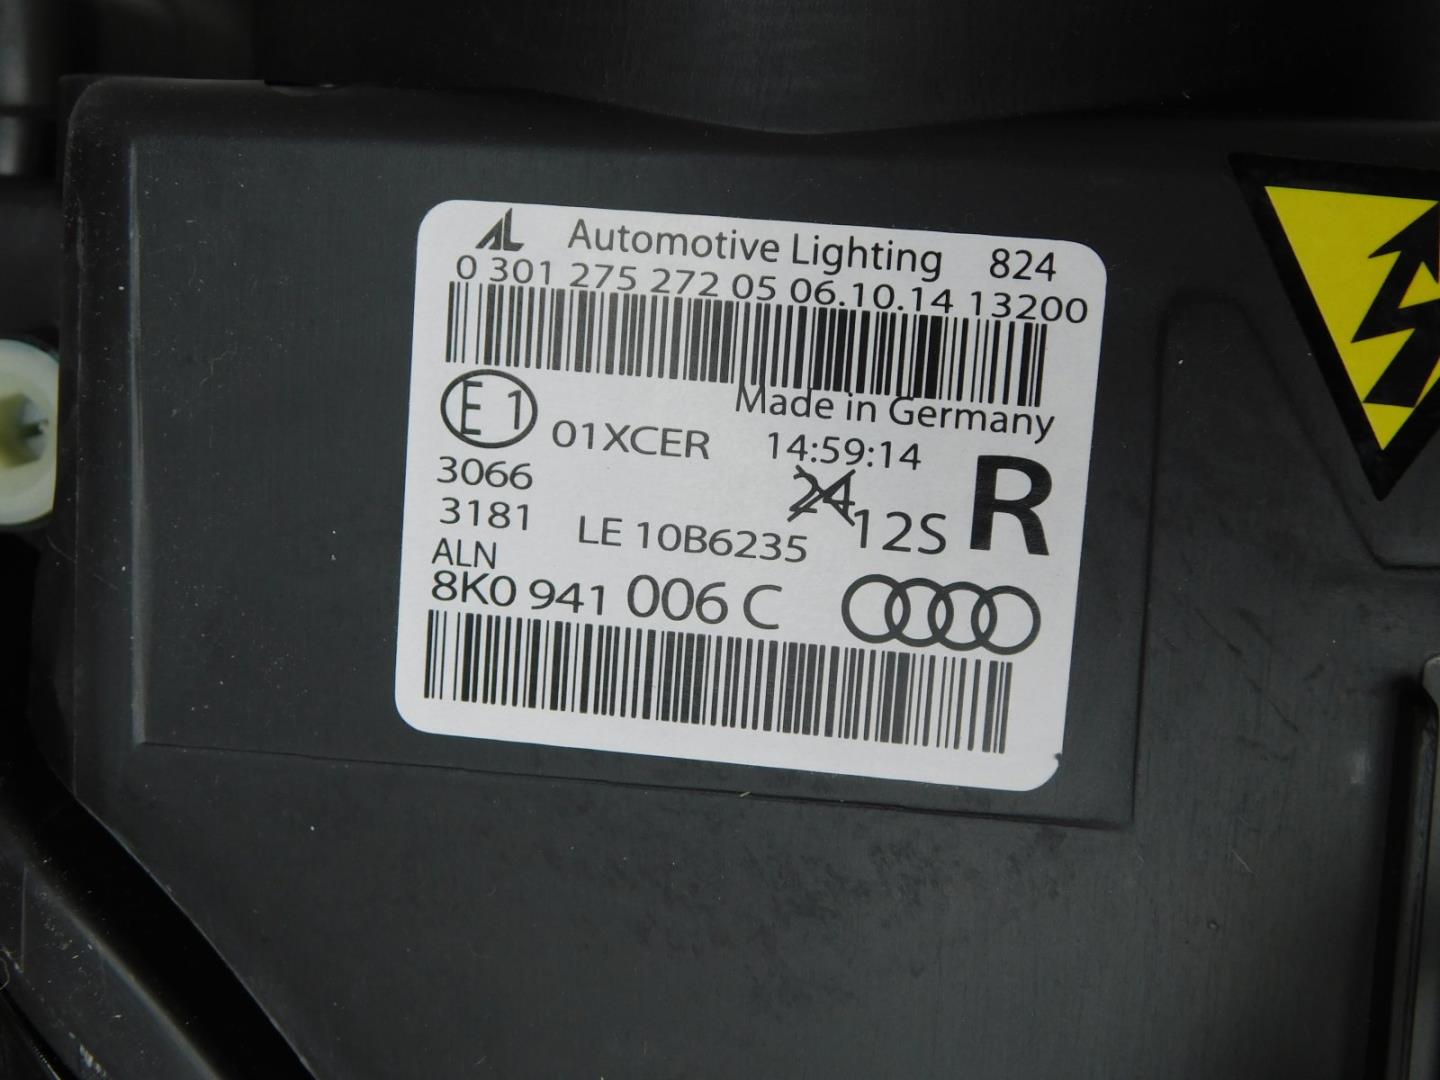 AL Automotive Lighting 824
0 301 275 272 05 06.10.14 13200
Made in Germany
E 1 01XCER 14:59:14
3066 24 R
3181 LE 10B6235 12S
ALN
8K0 941 006 C